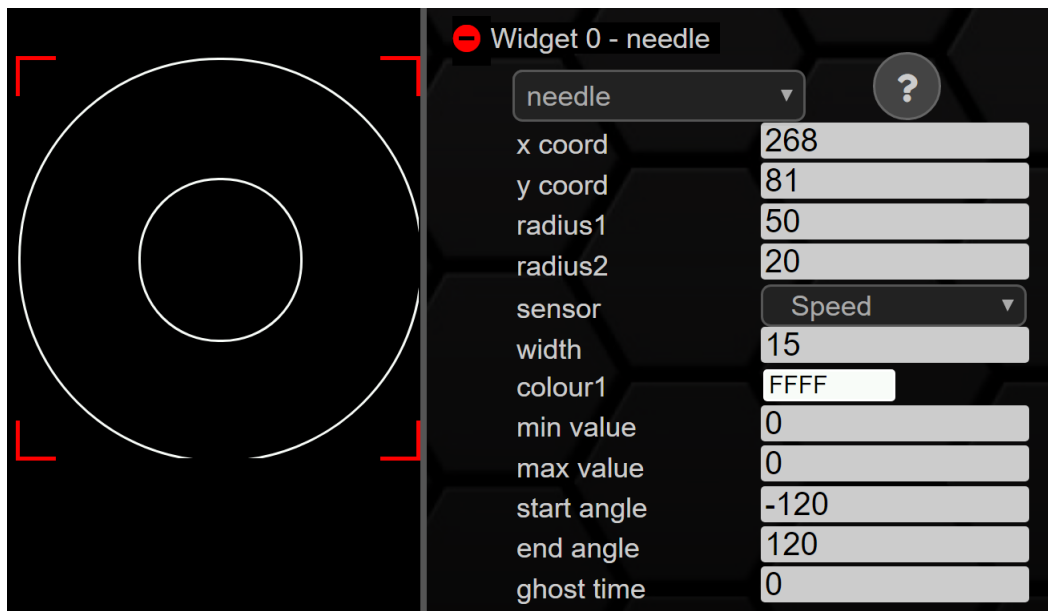 Widget 0 - needle
needle
?
x coord 268
y coord 81
radius1 50
radius2 20
sensor Speed
width 15
colour1 FFFF
min value 0
max value 0
start angle -120
end angle 120
ghost time 0